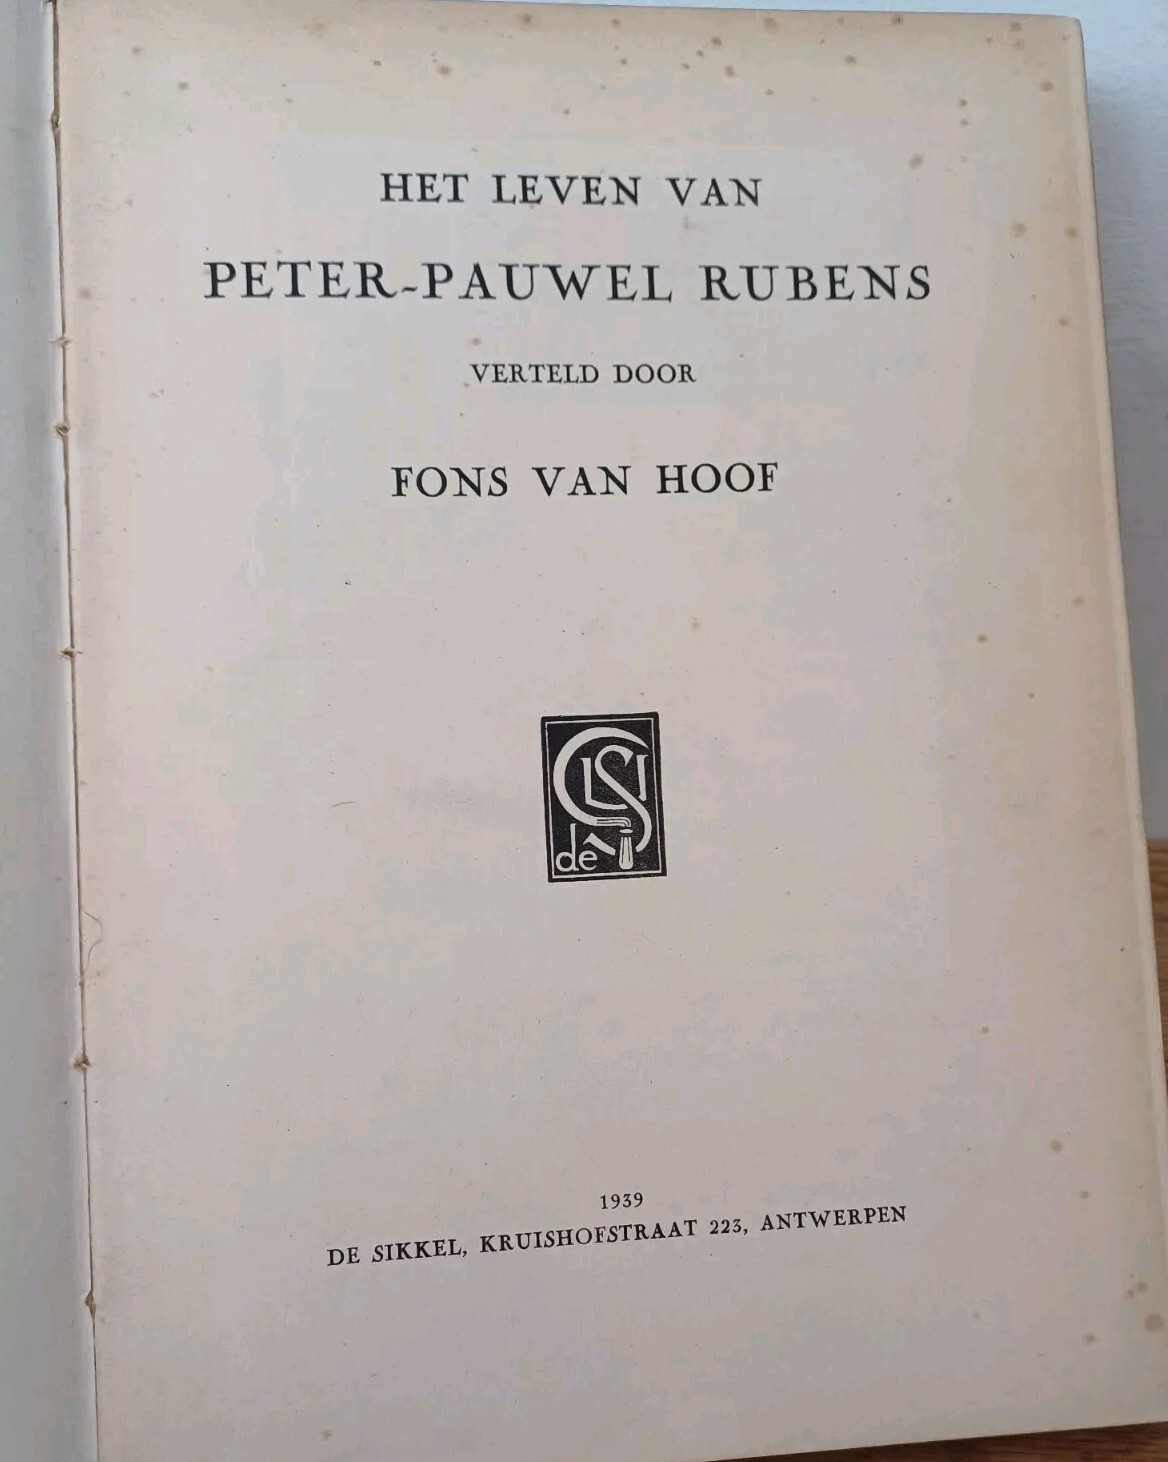 HET LEVEN VAN
PETER-PAUWEL RUBENS
VERTELD DOOR
FONS VAN HOOF
de
1939
DE SIKKEL, KRUISHOFSTRAAT 223, ANTWERPEN